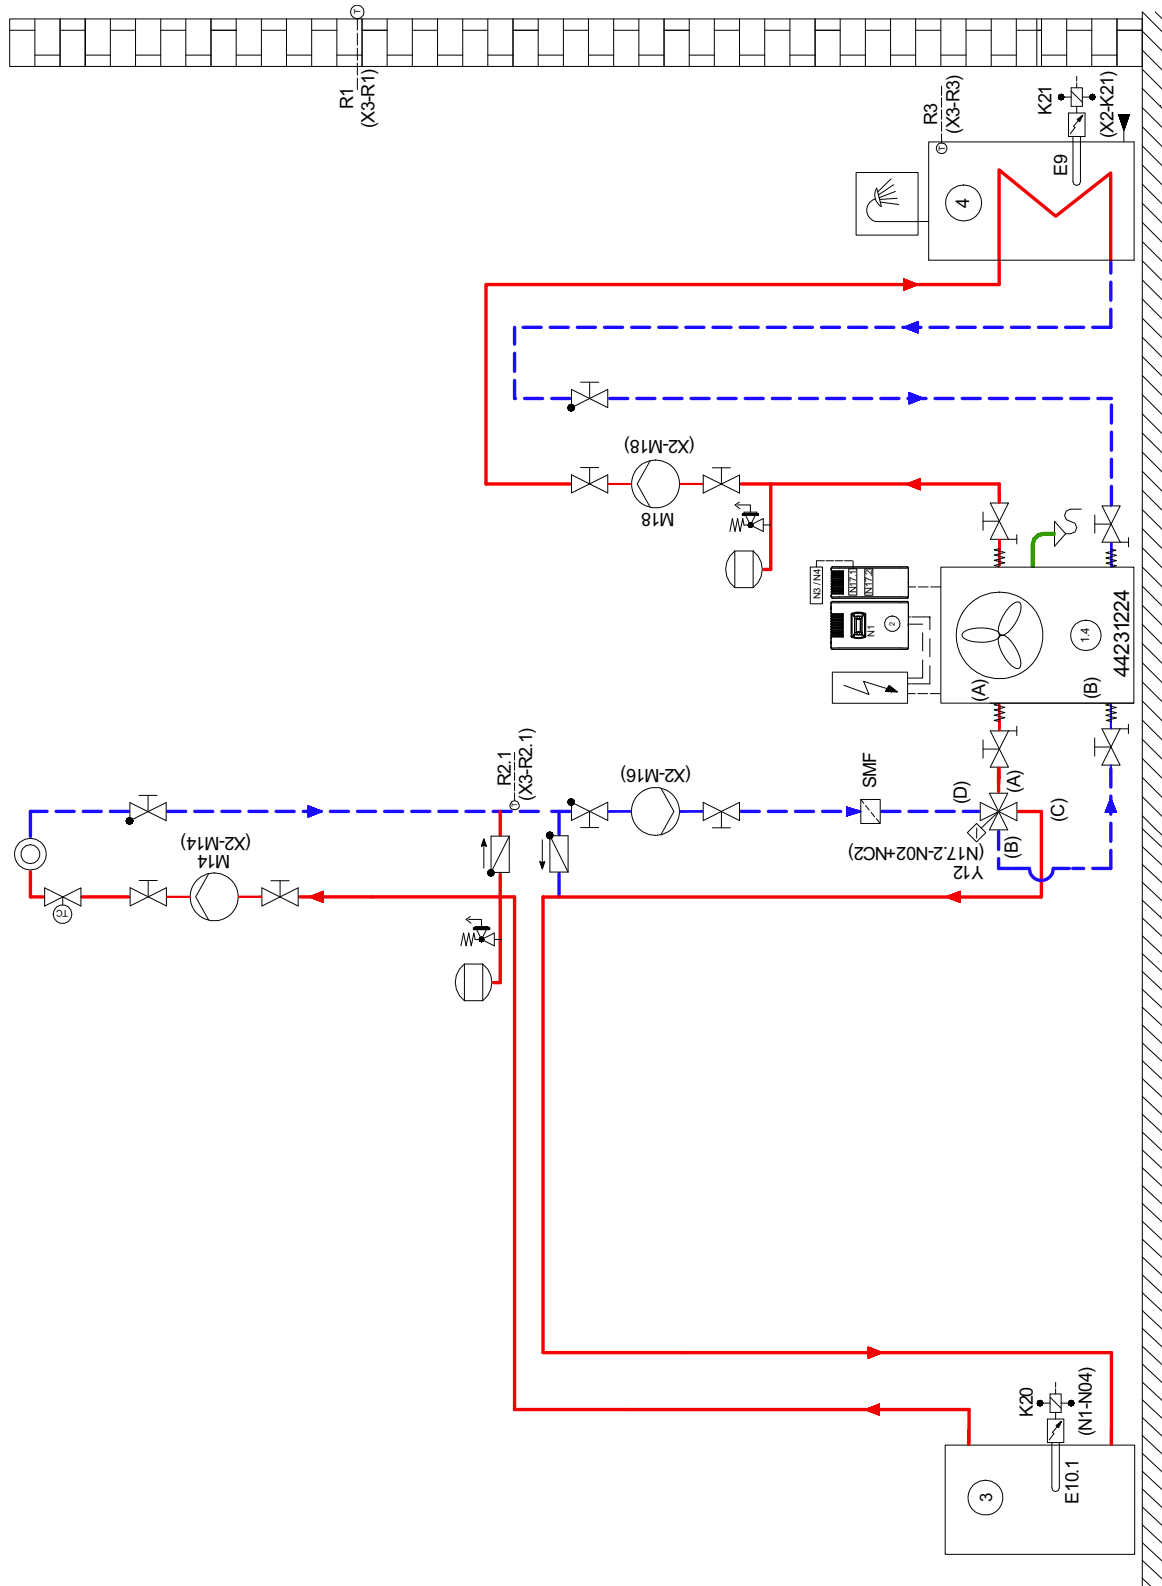 R1
(X3-R1)
T
R3
(X3-R3)
T
K21
(X2-K21)
E9
4
M18
(X2-M18)
N3 / N4
N17.1
N17.2
N1
2
(A)
(B)
1.4
44231224
M14
(X2-M14)
TC
R2.1
(X3-R2.1)
T
(X2-M16)
SMF
(D)
(A)
(B)
(C)
Y12
(N17.2-N02+NC2)
K20
(N1-N04)
E10.1
3